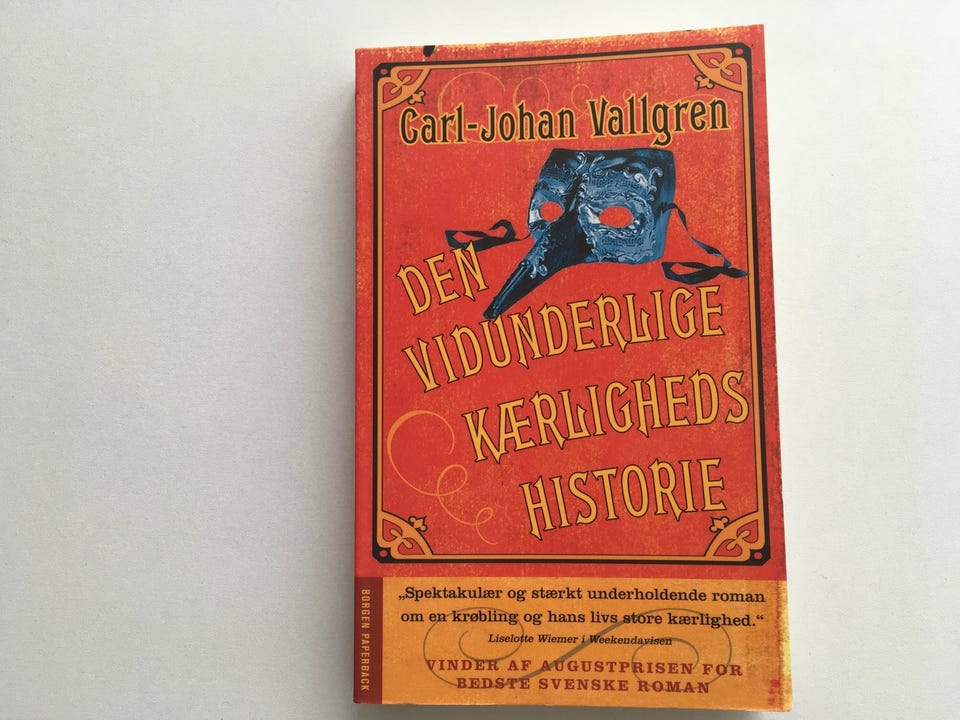 Carl-Johan Vallgren
DEN
VIDUNDERLIGE
KÆRLIGHEDS
HISTORIE
BORGEN PAPERBACK
„Spektakulær og stærkt underholdende roman
om en krøbling og hans livs store kærlighed.“
Liselotte Wiemer i Weekendavisen
VINDER AF AUGUSTPRISEN FOR
BEDSTE SVENSKE ROMAN